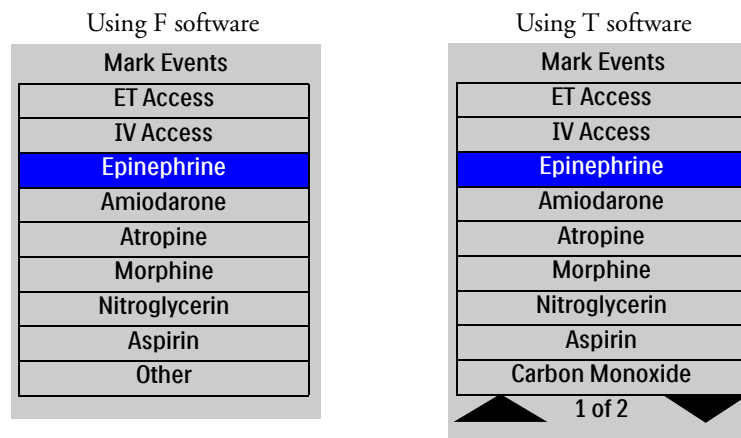 Using F software
Mark Events
ET Access
IV Access
Epinephrine
Amiodarone
Atropine
Morphine
Nitroglycerin
Aspirin
Other
Using T software
Mark Events
ET Access
IV Access
Epinephrine
Amiodarone
Atropine
Morphine
Nitroglycerin
Aspirin
Carbon Monoxide
1 of 2